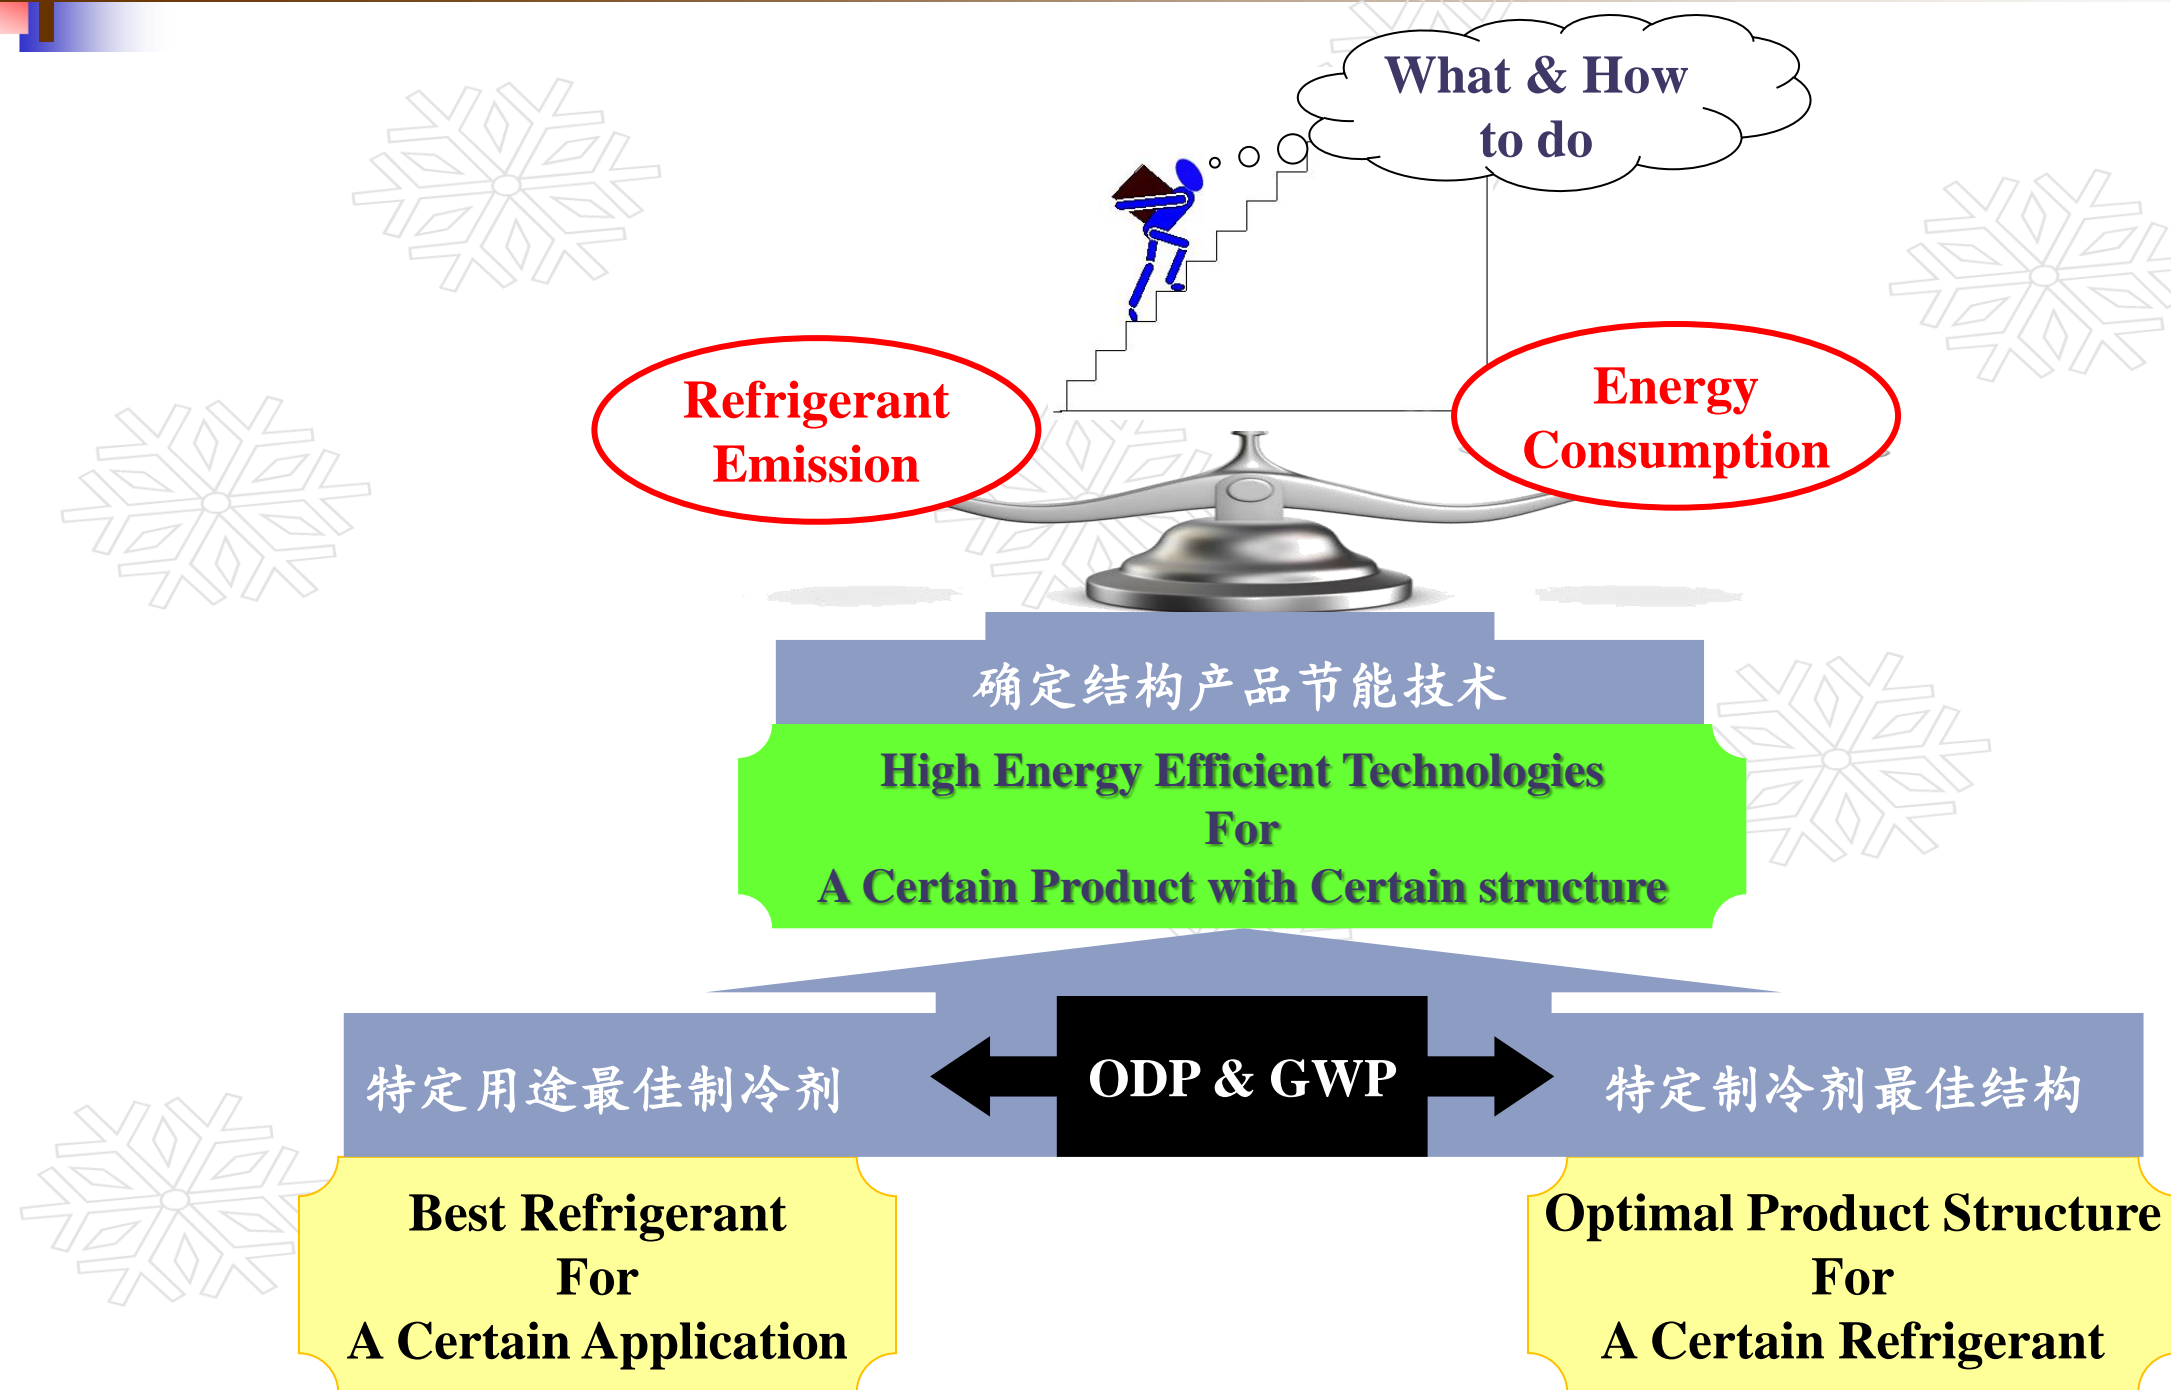 What & How
to do
Refrigerant
Emission
Energy
Consumption
确定结构产品节能技术
High Energy Efficient Technologies
For
A Certain Product with Certain structure
特定用途最佳制冷剂
ODP & GWP
特定制冷剂最佳结构
Best Refrigerant
For
A Certain Application
Optimal Product Structure
For
A Certain Refrigerant